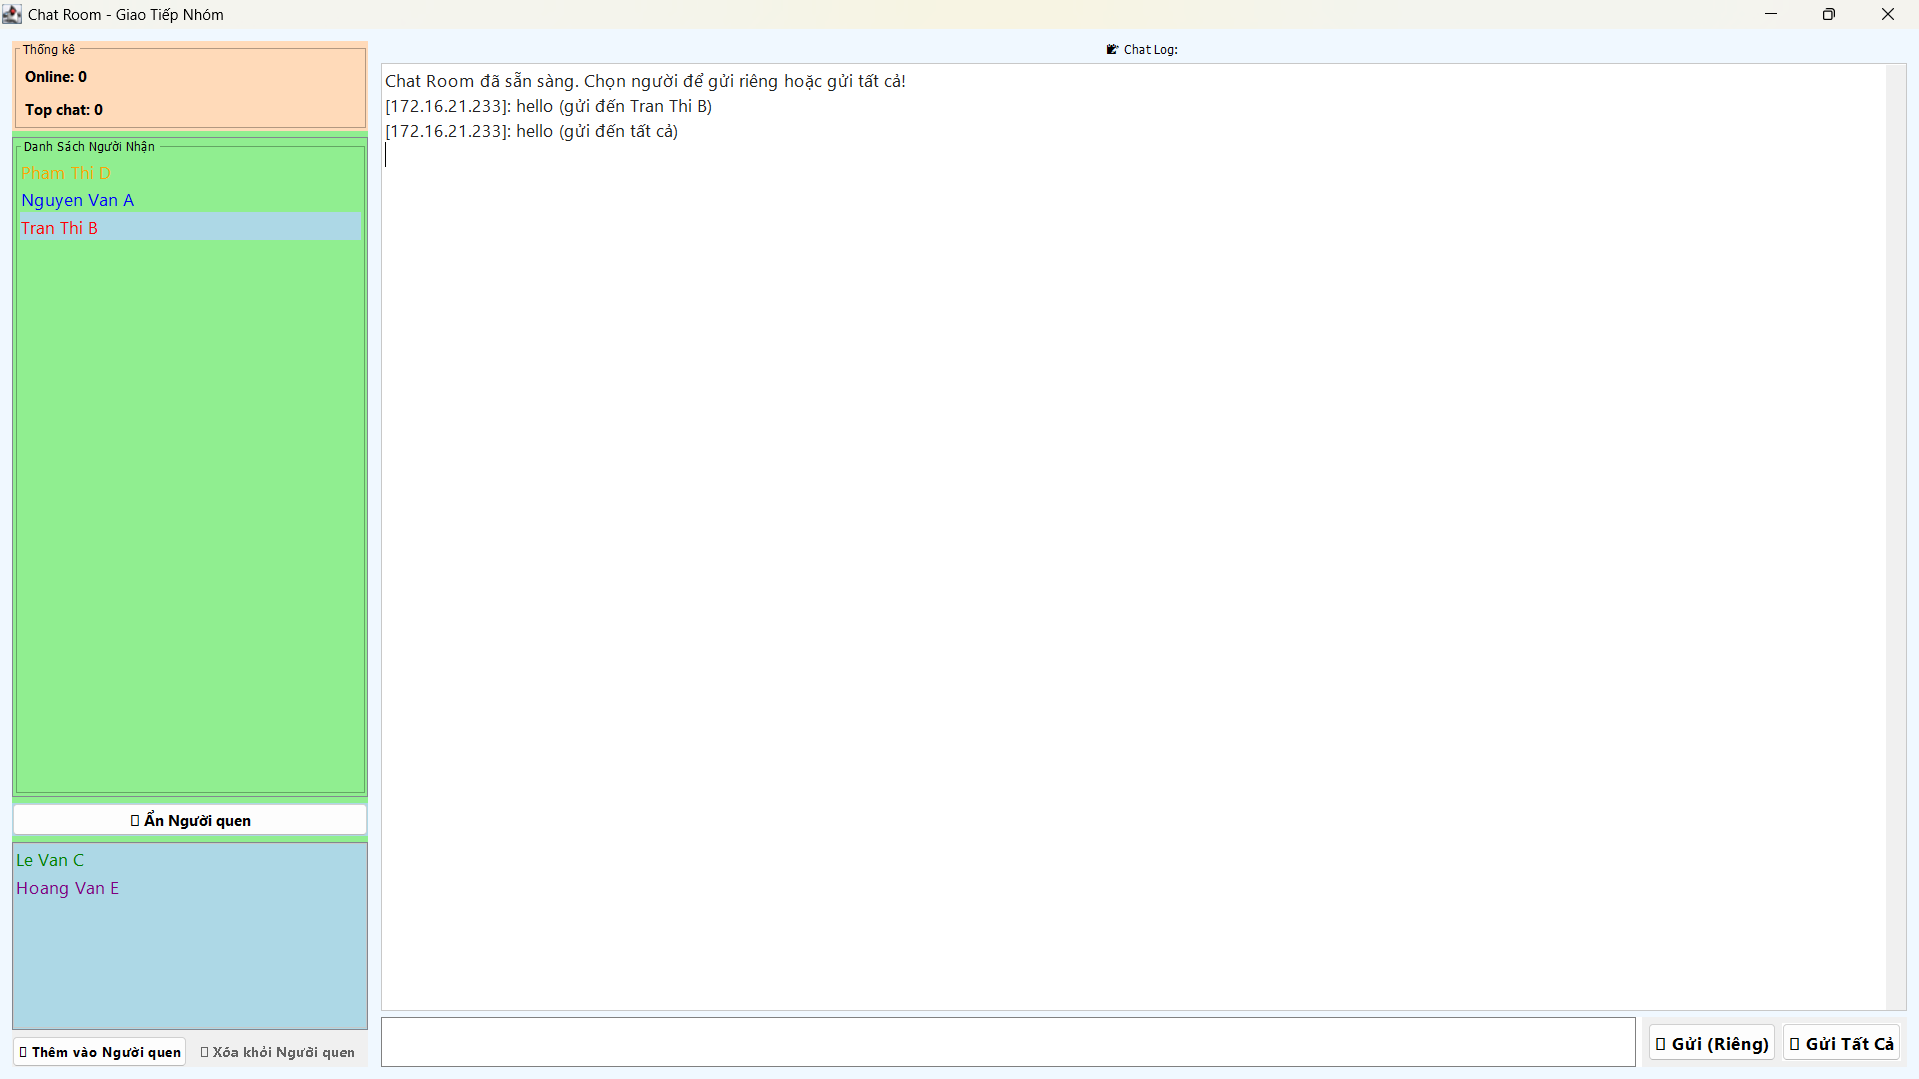 Chat Room - Giao Tiếp Nhóm
Thống kê
Online: 0
Top chat: 0
Danh Sách Người Nhận
Pham Thi D
Nguyen Van A
Tran Thi B
Ẩn Người quen
Le Van C
Hoang Van E
Thêm vào Người quen
Xóa khỏi Người quen
Chat Log:
Chat Room đã sẵn sàng. Chọn người để gửi riêng hoặc gửi tất cả!
[172.16.21.233]: hello (gửi đến Tran Thi B)
[172.16.21.233]: hello (gửi đến tất cả)
Gửi (Riêng)
Gửi Tất Cả